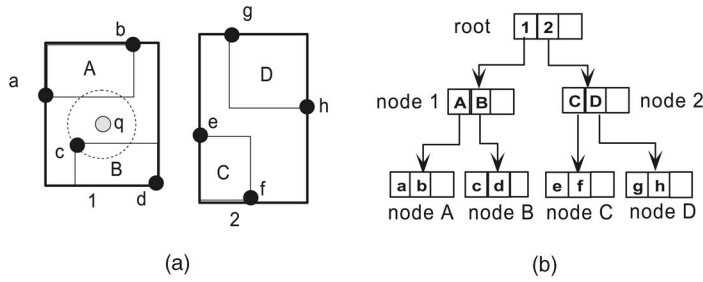 b
A
a
q
c
B
1
d
g
D
h
e
C
f
2
(a)
root
1 2
node 1
A B
C D
node 2
a b
c d
e f
g h
node A
node B
node C
node D
(b)